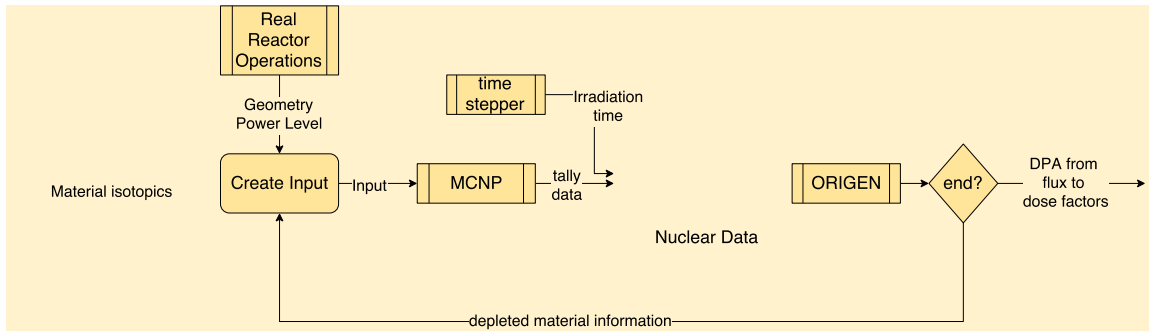 Real
Reactor
Operations
Geometry
Power Level
time
stepper
Irradiation
time
Material isotopics
Create Input
Input
MCNP
tally
data
ORIGEN
end?
DPA from
flux to
dose factors
Nuclear Data
depleted material information